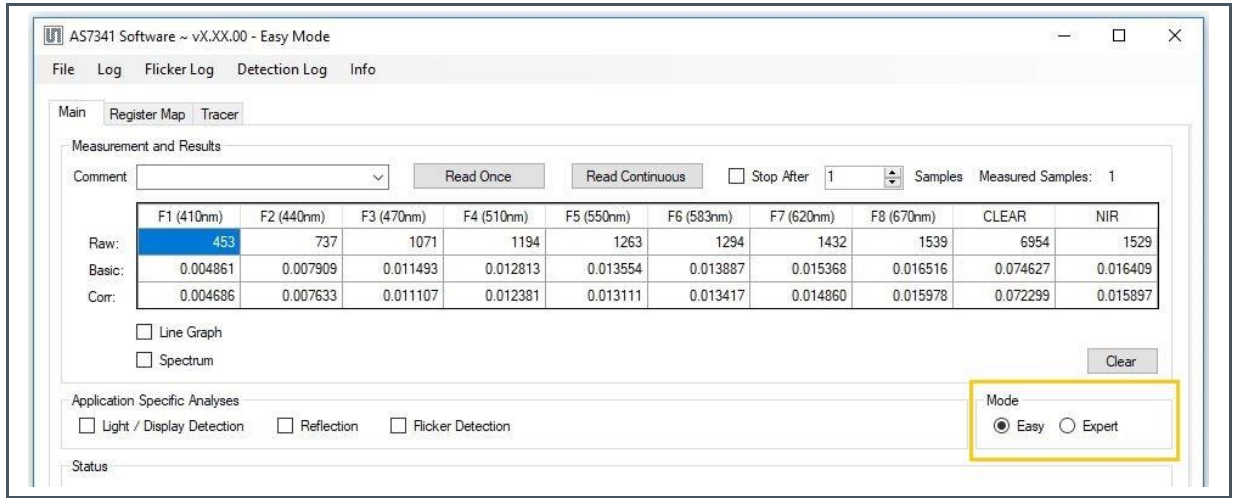 AS7341 Software ~ vX.XX.00 - Easy Mode
File Log Flicker Log Detection Log Info
Main Register Map Tracer
Measurement and Results
Comment Read Once Read Continuous Stop After 1 Samples Measured Samples: 1
F1 (410nm) F2 (440nm) F3 (470nm) F4 (510nm) F5 (550nm) F6 (583nm) F7 (620nm) F8 (670nm) CLEAR NIR
Raw: 453 737 1071 1194 1263 1294 1432 1539 6954 1529
Basic: 0.004861 0.007909 0.011493 0.012813 0.013554 0.013887 0.015368 0.016516 0.074627 0.016409
Corr: 0.004686 0.007633 0.011107 0.012381 0.013111 0.013417 0.014860 0.015978 0.072299 0.015897
Line Graph
Spectrum
Clear
Application Specific Analyses
Light / Display Detection Reflection Flicker Detection
Mode
Easy Expert
Status